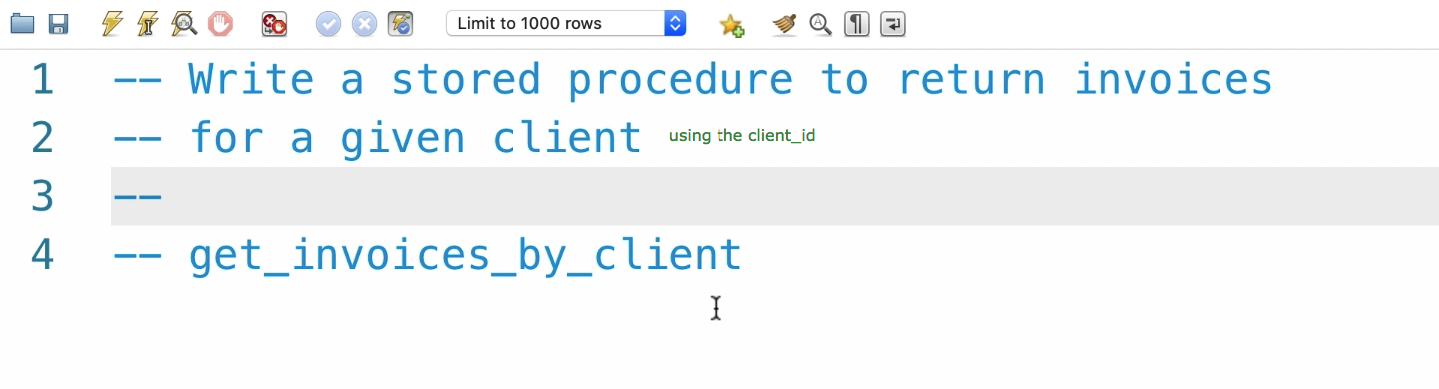 Limit to 1000 rows
1 -- Write a stored procedure to return invoices
2 -- for a given client using the client_id
3 --
4 -- get_invoices_by_client